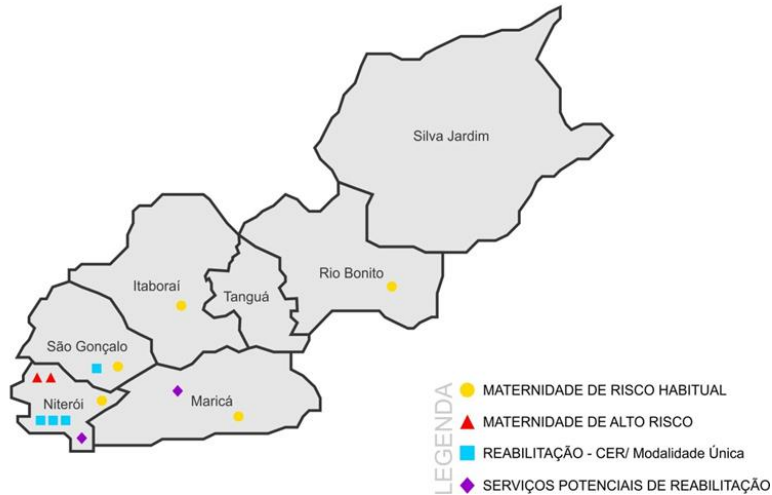 Silva Jardim
Itaboraí
Rio Bonito
Tanguá
São Gonçalo
Niterói
Maricá
LEGENDA
MATERNIDADE DE RISCO HABITUAL
MATERNIDADE DE ALTO RISCO
REABILITAÇÃO - CER/ Modalidade Única
SERVIÇOS POTENCIAIS DE REABILITAÇÃO